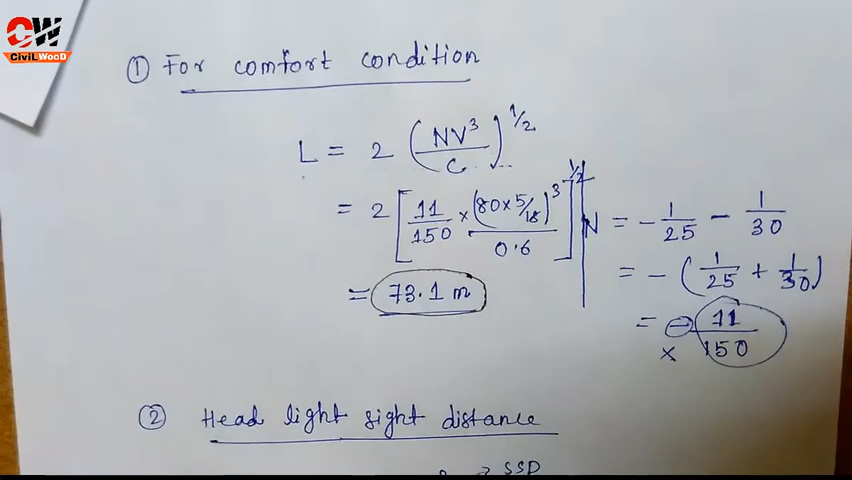 CW
CIVIL WOOD
① For comfort condition
L = 2 (NV³/C)^1/2
= 2 [11/150 × (80×5/18)³/0.6]^1/2
= 73.1 m
N = -1/25 - 1/30
= -(1/25 + 1/30)
= - 11/150
×
② Head light sight distance
SSD